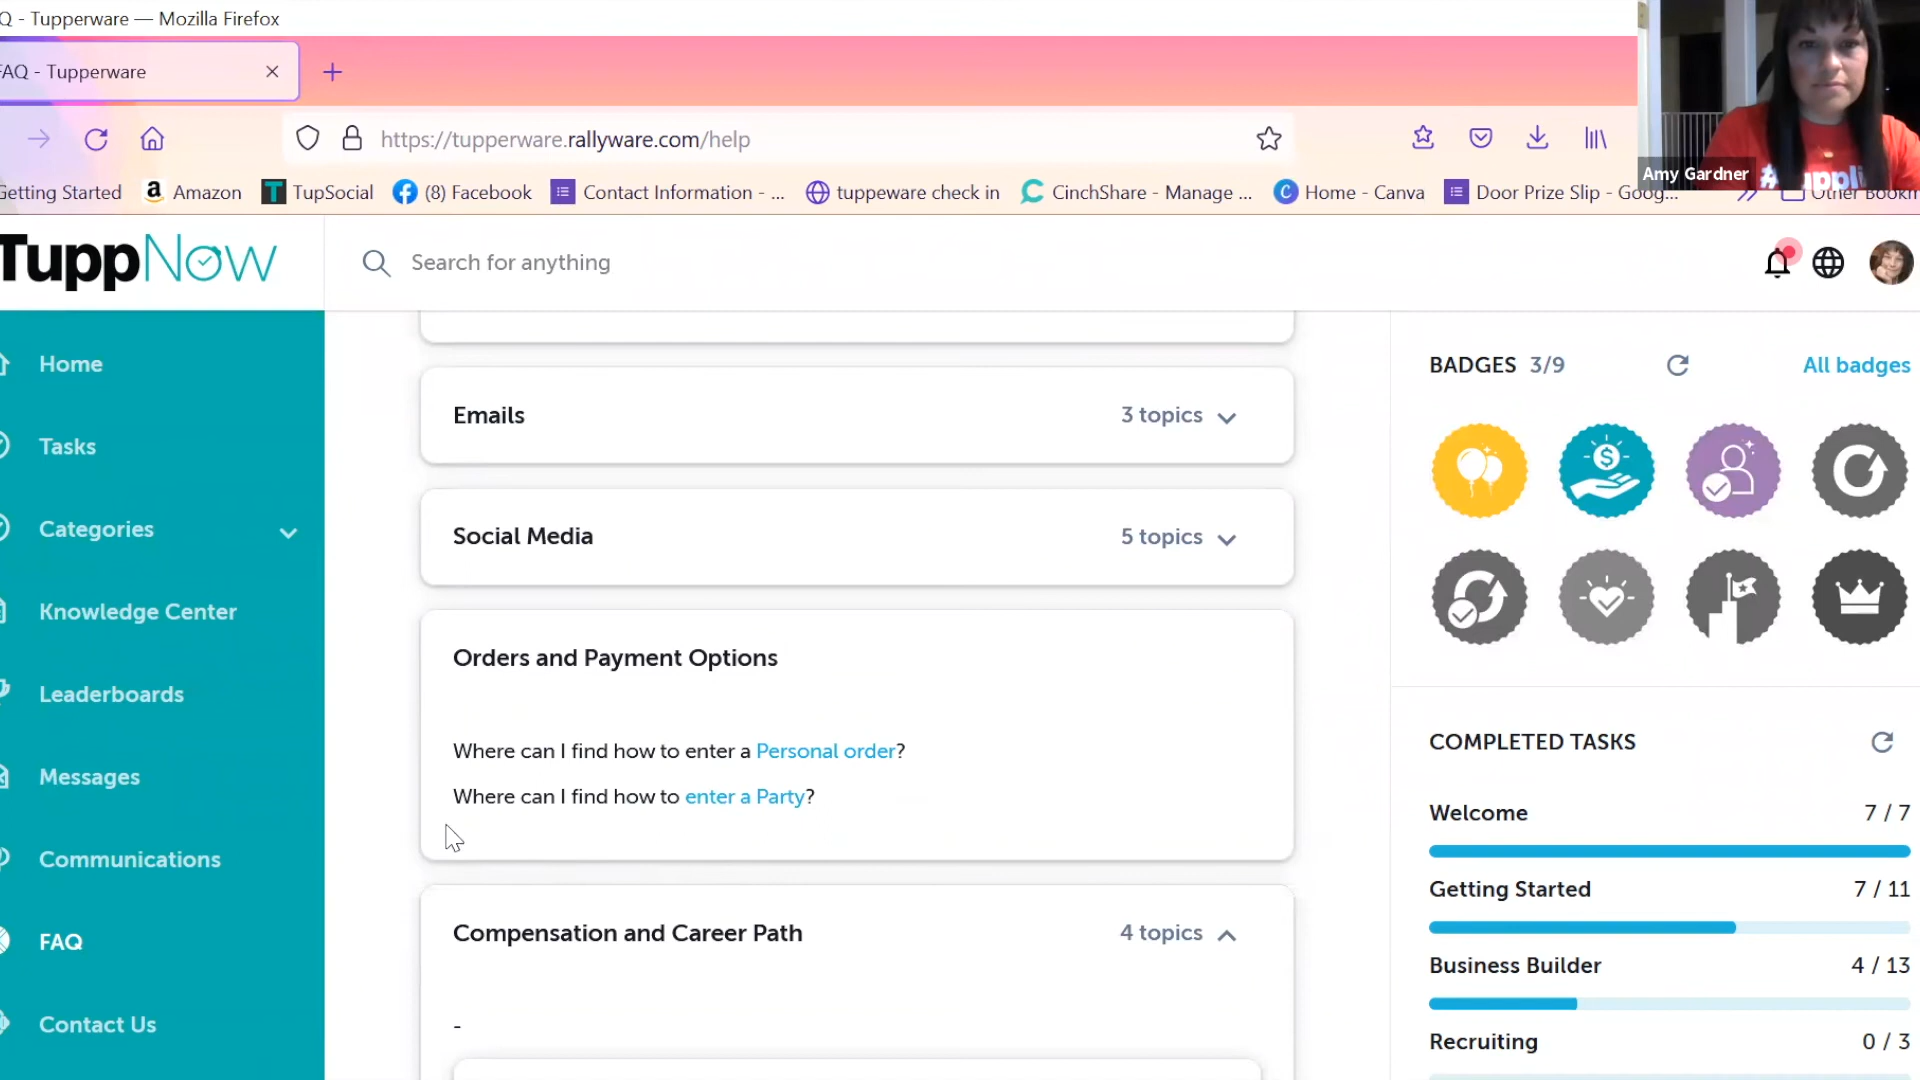 Q - Tupperware — Mozilla Firefox
FAQ - Tupperware
https://tupperware.rallyware.com/help
Getting Started
Amazon
TupSocial
(8) Facebook
Contact Information - ...
tuppeware check in
CinchShare - Manage ...
Home - Canva
Door Prize Slip - Goog...
Other Bookm
Amy Gardner
TuppNow
Search for anything
Home
Tasks
Categories
Knowledge Center
Leaderboards
Messages
Communications
FAQ
Contact Us
Emails
3 topics
Social Media
5 topics
Orders and Payment Options
Where can I find how to enter a Personal order?
Where can I find how to enter a Party?
Compensation and Career Path
4 topics
-
BADGES 3/9
All badges
COMPLETED TASKS
Welcome
7 / 7
Getting Started
7 / 11
Business Builder
4 / 13
Recruiting
0 / 3